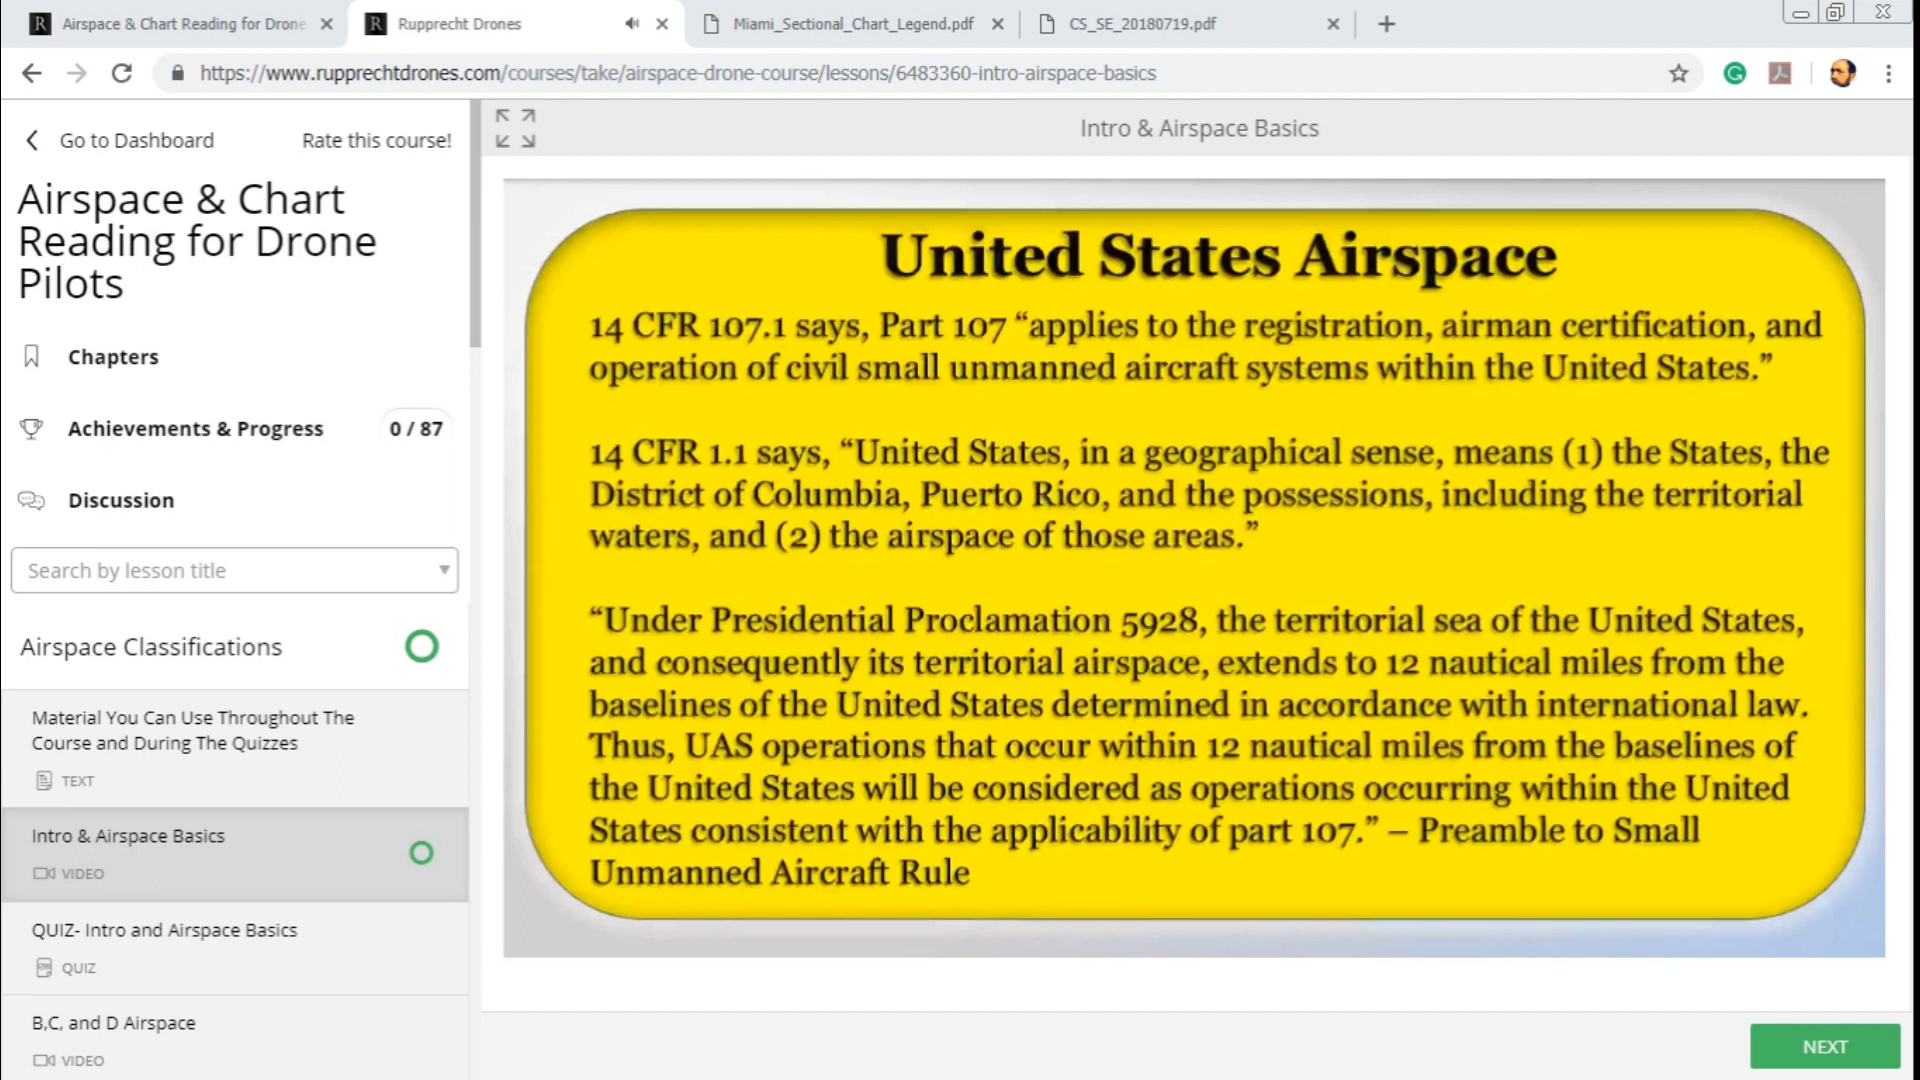 Airspace & Chart Reading for Drone
Rupprecht Drones
Miami_Sectional_Chart_Legend.pdf
CS_SE_20180719.pdf
https://www.rupprechtdrones.com/courses/take/airspace-drone-course/lessons/6483360-intro-airspace-basics
Go to Dashboard
Rate this course!
Airspace & Chart
Reading for Drone
Pilots
Chapters
Achievements & Progress
0 / 87
Discussion
Search by lesson title
Airspace Classifications
Material You Can Use Throughout The
Course and During The Quizzes
TEXT
Intro & Airspace Basics
VIDEO
QUIZ- Intro and Airspace Basics
QUIZ
B,C, and D Airspace
VIDEO
Intro & Airspace Basics
United States Airspace
14 CFR 107.1 says, Part 107 “applies to the registration, airman certification, and
operation of civil small unmanned aircraft systems within the United States.”
14 CFR 1.1 says, “United States, in a geographical sense, means (1) the States, the
District of Columbia, Puerto Rico, and the possessions, including the territorial
waters, and (2) the airspace of those areas.”
“Under Presidential Proclamation 5928, the territorial sea of the United States,
and consequently its territorial airspace, extends to 12 nautical miles from the
baselines of the United States determined in accordance with international law.
Thus, UAS operations that occur within 12 nautical miles from the baselines of
the United States will be considered as operations occurring within the United
States consistent with the applicability of part 107.” – Preamble to Small
Unmanned Aircraft Rule
NEXT